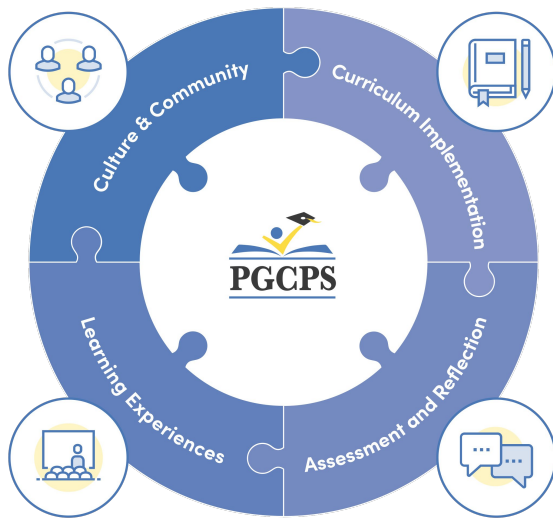 Culture & Community
Curriculum Implementation
PGCPS
Learning Experiences
Assessment and Reflection